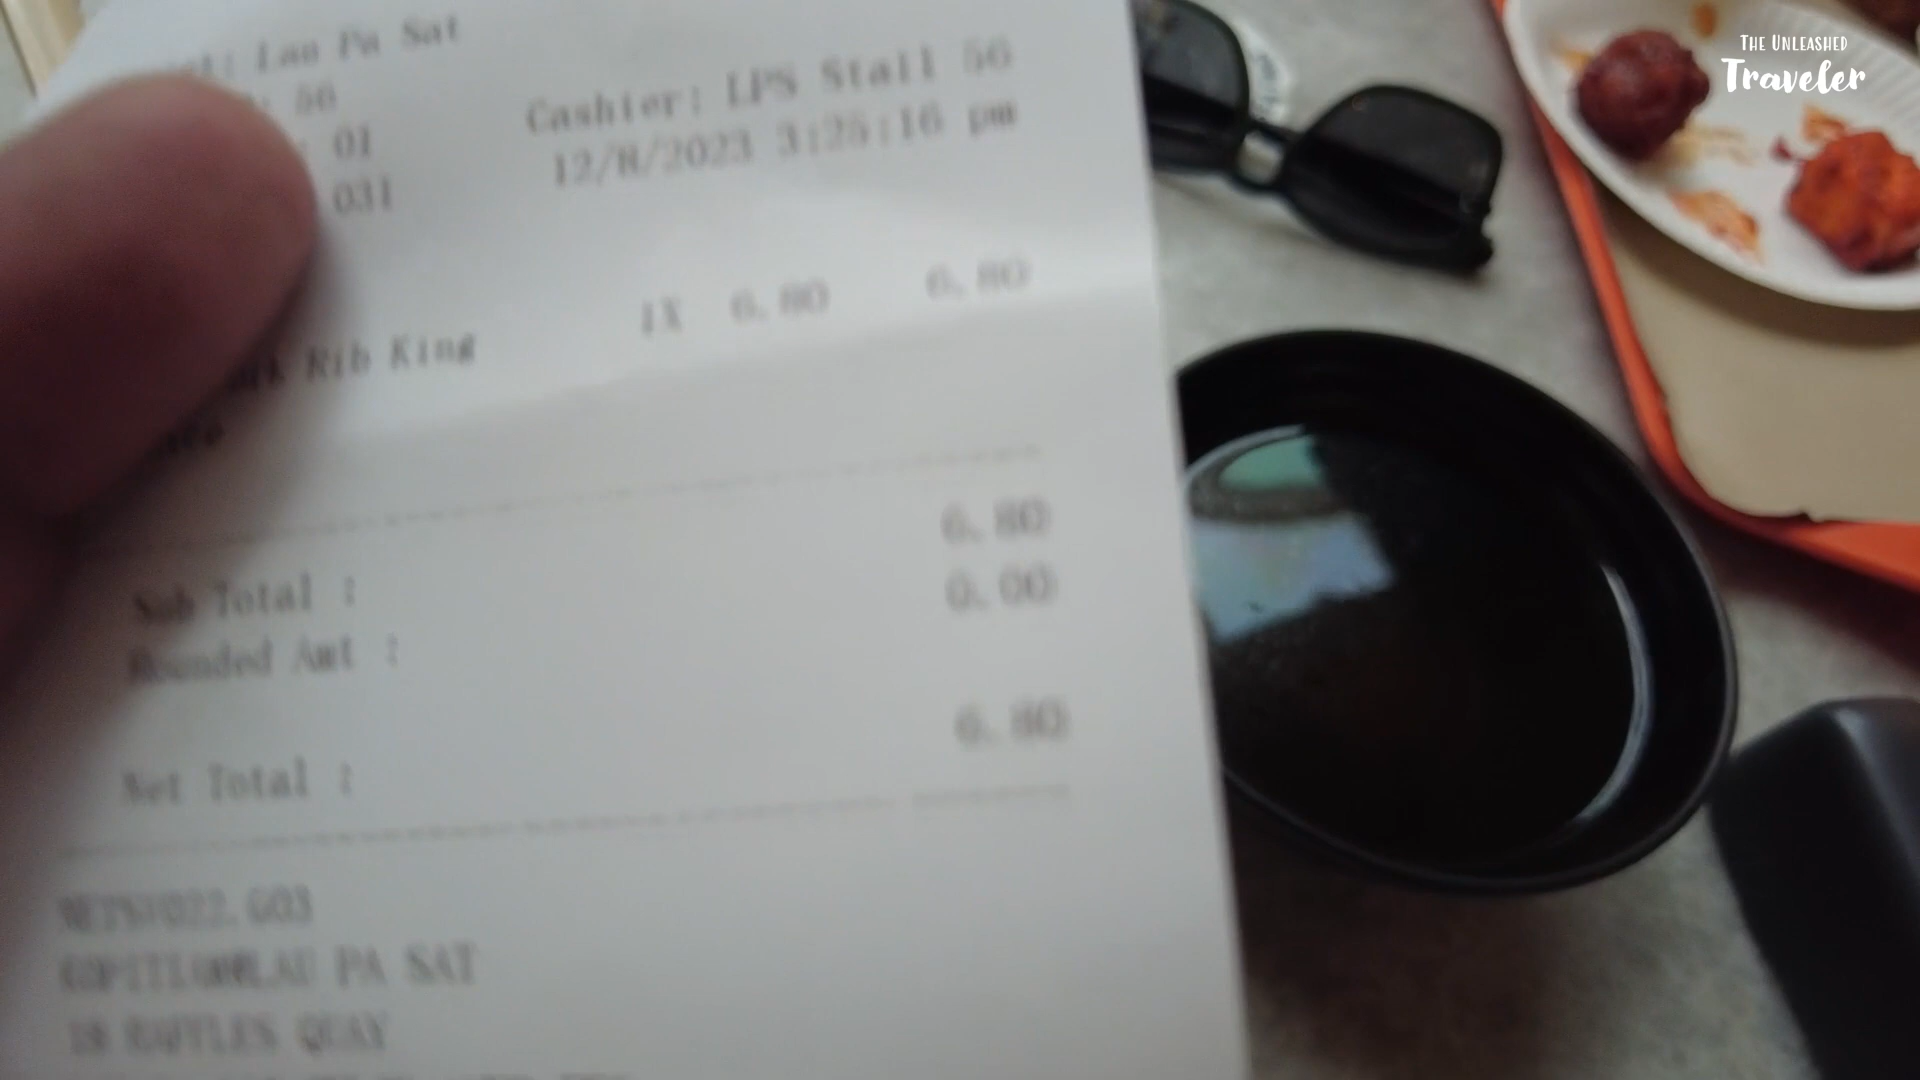 Lau Pa Sat
56
Cashier: LPS Stall 56
01
12/8/2023 3:25:16 pm
031
1X 6.80 6.80
Rib King
6.80
Sub Total :
0.00
Rounded Amt :
6.80
Net Total :
LAU PA SAT
18 RAFFLES QUAY
THE UNLEASHED
Traveler